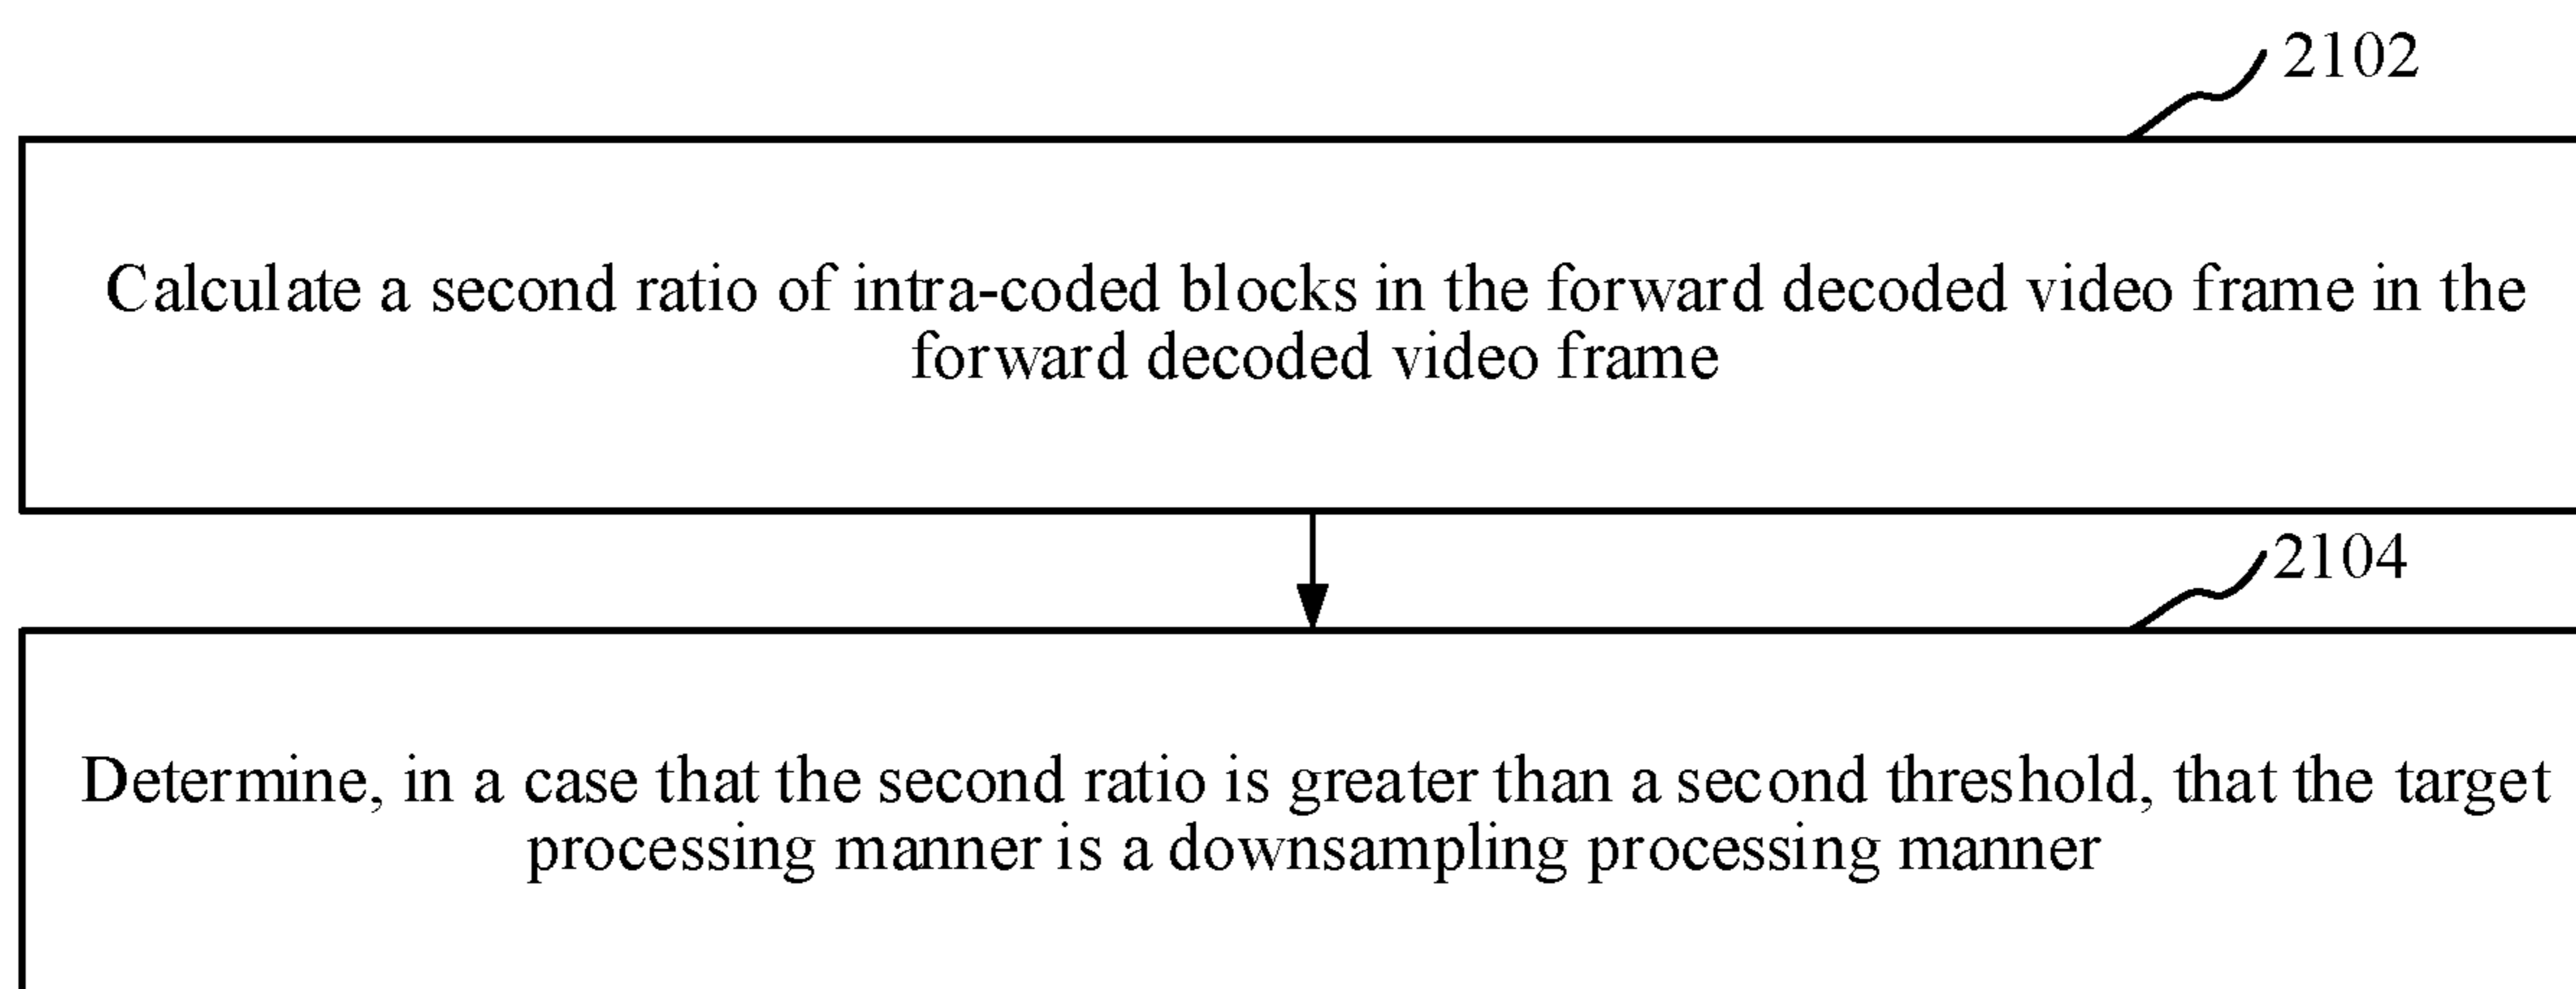 2102
Calculate a second ratio of intra-coded blocks in the forward decoded video frame in the
forward decoded video frame
2104
Determine, in a case that the second ratio is greater than a second threshold, that the target
processing manner is a downsampling processing manner